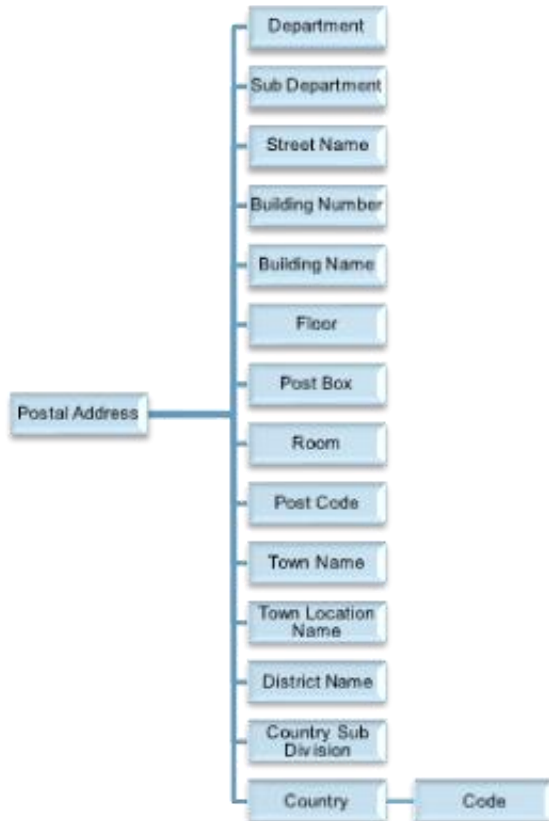 Department
Sub Department
Street Name
Building Number
Building Name
Floor
Post Box
Postal Address
Room
Post Code
Town Name
Town Location
Name
District Name
Country Sub
Division
Country
Code